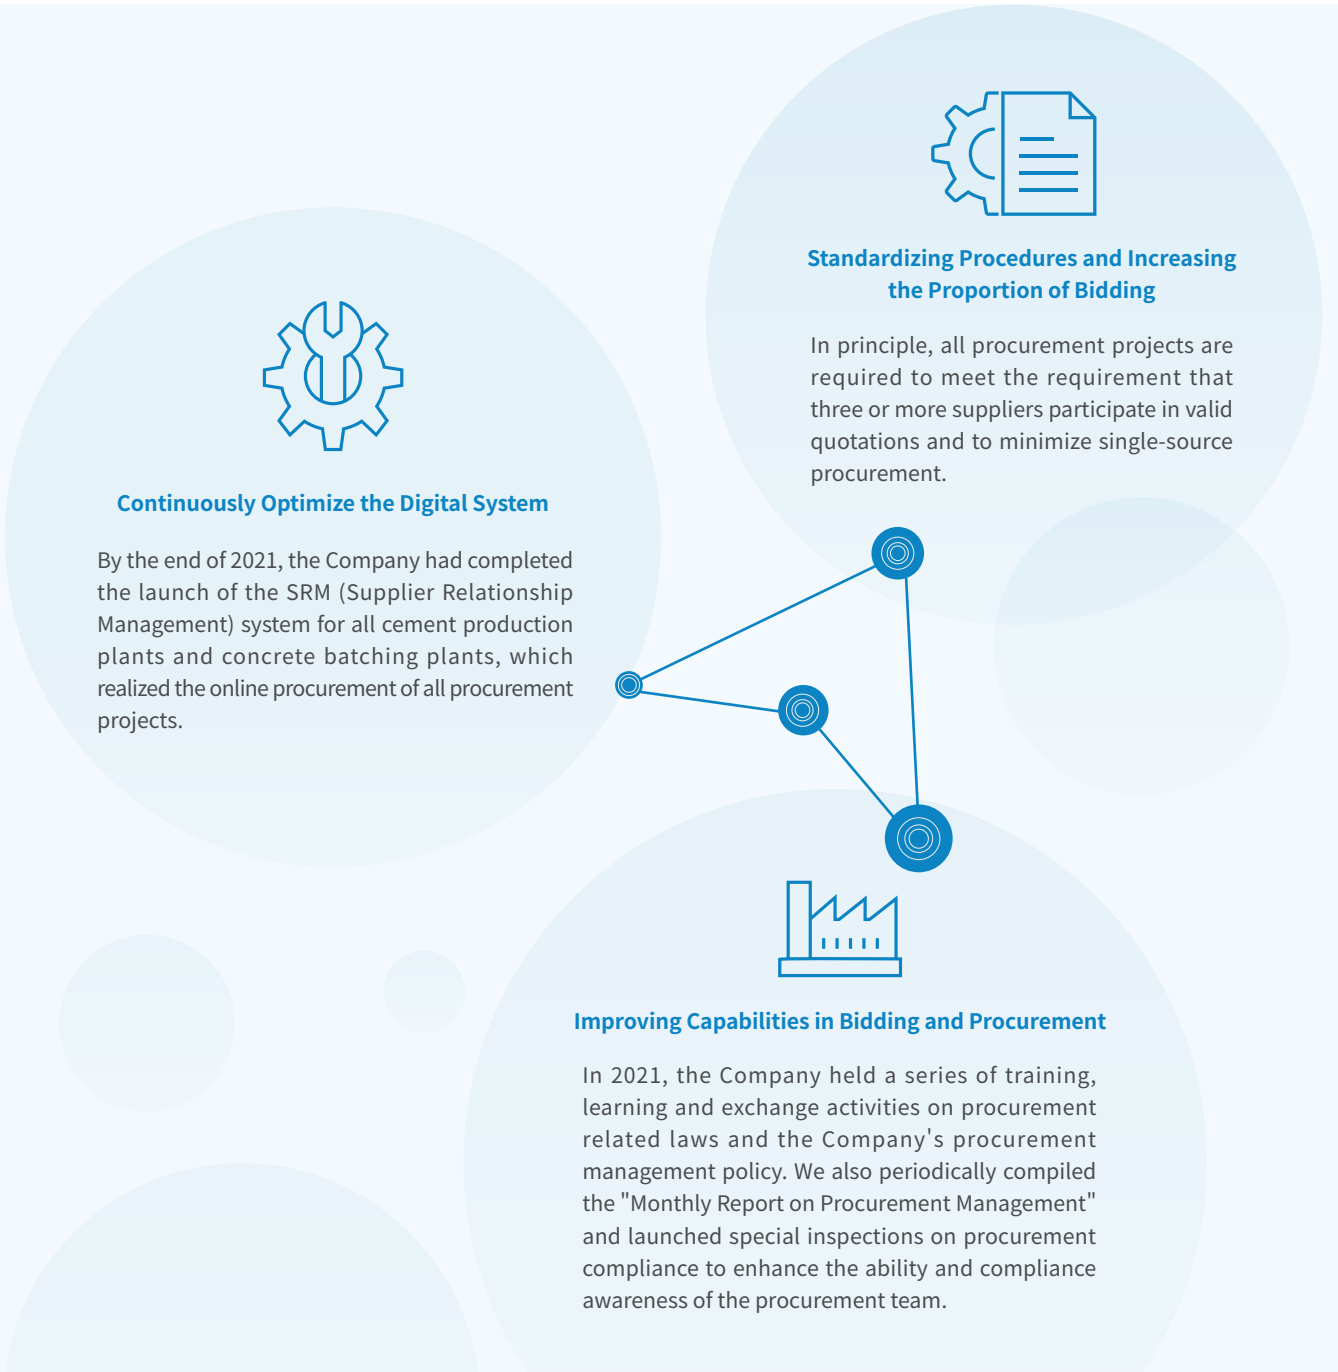 Standardizing Procedures and Increasing
the Proportion of Bidding
In principle, all procurement projects are
required to meet the requirement that
three or more suppliers participate in valid
quotations and to minimize single-source
procurement.
Continuously Optimize the Digital System
By the end of 2021, the Company had completed
the launch of the SRM (Supplier Relationship
Management) system for all cement production
plants and concrete batching plants, which
realized the online procurement of all procurement
projects.
Improving Capabilities in Bidding and Procurement
In 2021, the Company held a series of training,
learning and exchange activities on procurement
related laws and the Company's procurement
management policy. We also periodically compiled
the "Monthly Report on Procurement Management"
and launched special inspections on procurement
compliance to enhance the ability and compliance
awareness of the procurement team.